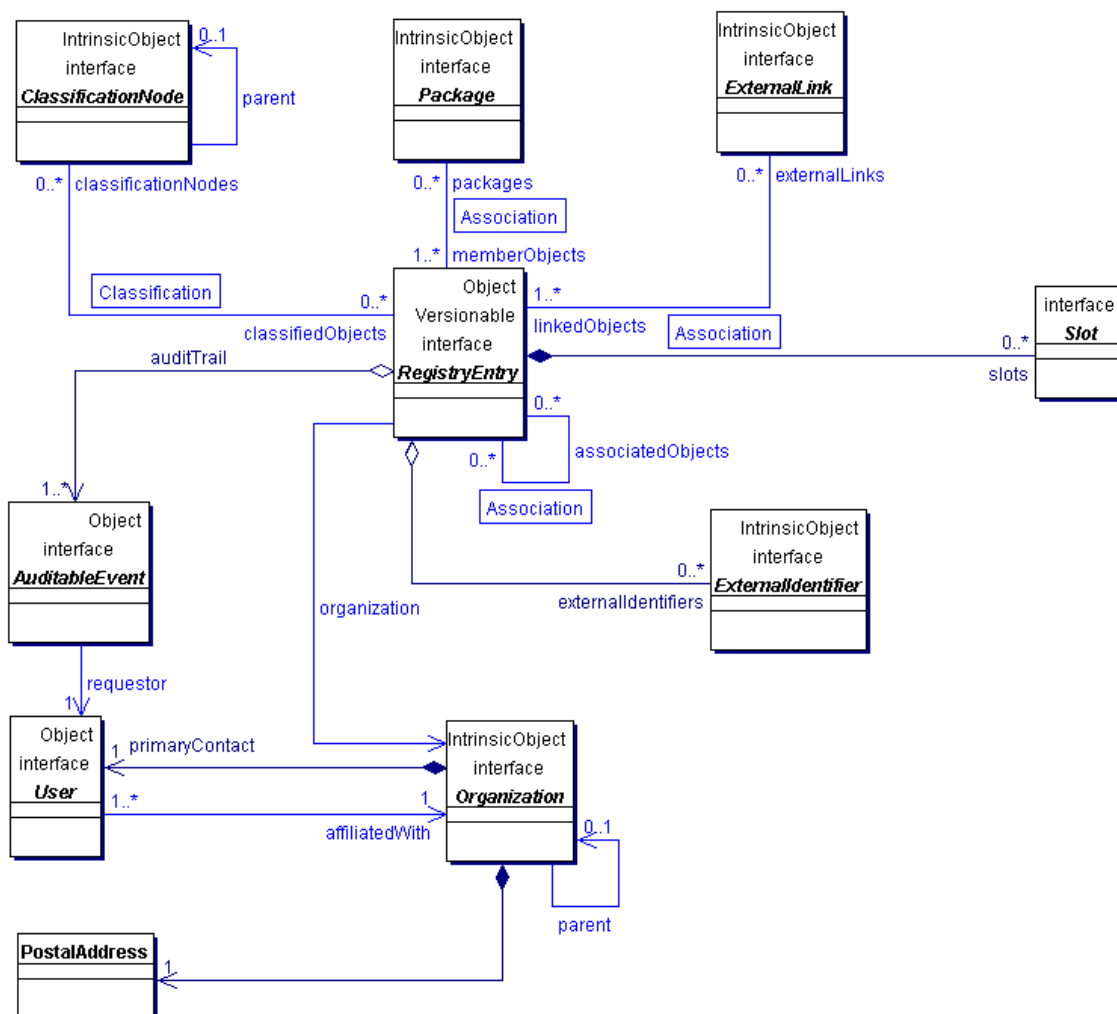 IntrinsicObject
interface
ClassificationNode
0..1
parent
IntrinsicObject
interface
Package
IntrinsicObject
interface
ExternalLink
0..*
classificationNodes
0..*
packages
0..*
externalLinks
Association
1..*
memberObjects
Classification
0..*
classifiedObjects
Object
Versionable
interface
RegistryEntry
1..*
linkedObjects
Association
interface
Slot
0..*
slots
auditTrail
1..*
0..*
associatedObjects
0..*
Association
Object
interface
AuditableEvent
IntrinsicObject
interface
ExternalIdentifier
0..*
externalIdentifiers
organization
requestor
1
Object
interface
User
primaryContact
1
IntrinsicObject
interface
Organization
1..*
1
affiliatedWith
0..1
parent
PostalAddress
1